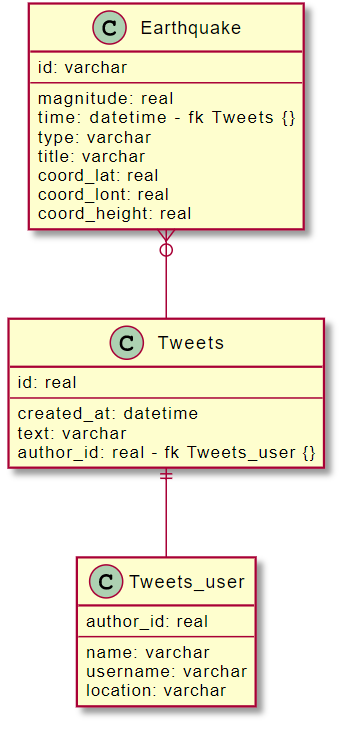 C Earthquake
id: varchar
magnitude: real
time: datetime - fk Tweets {}
type: varchar
title: varchar
coord_lat: real
coord_lont: real
coord_height: real
C Tweets
id: real
created_at: datetime
text: varchar
author_id: real - fk Tweets_user {}
C Tweets_user
author_id: real
name: varchar
username: varchar
location: varchar